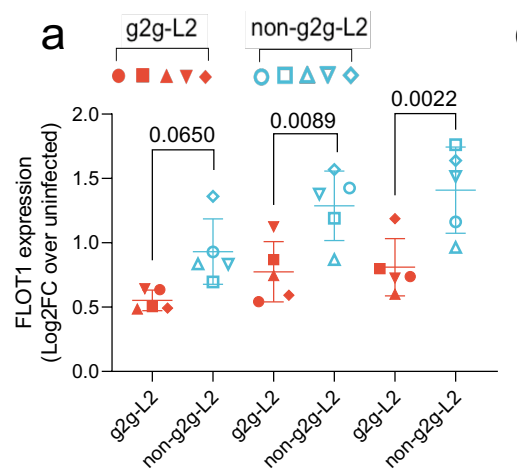 a
g2g-L2 non-g2g-L2
0.0650 0.0089 0.0022
FLOT1 expression
(Log2FC over uninfected)
2.0
1.5
1.0
0.5
0.0
g2g-L2 non-g2g-L2 g2g-L2 non-g2g-L2 g2g-L2 non-g2g-L2